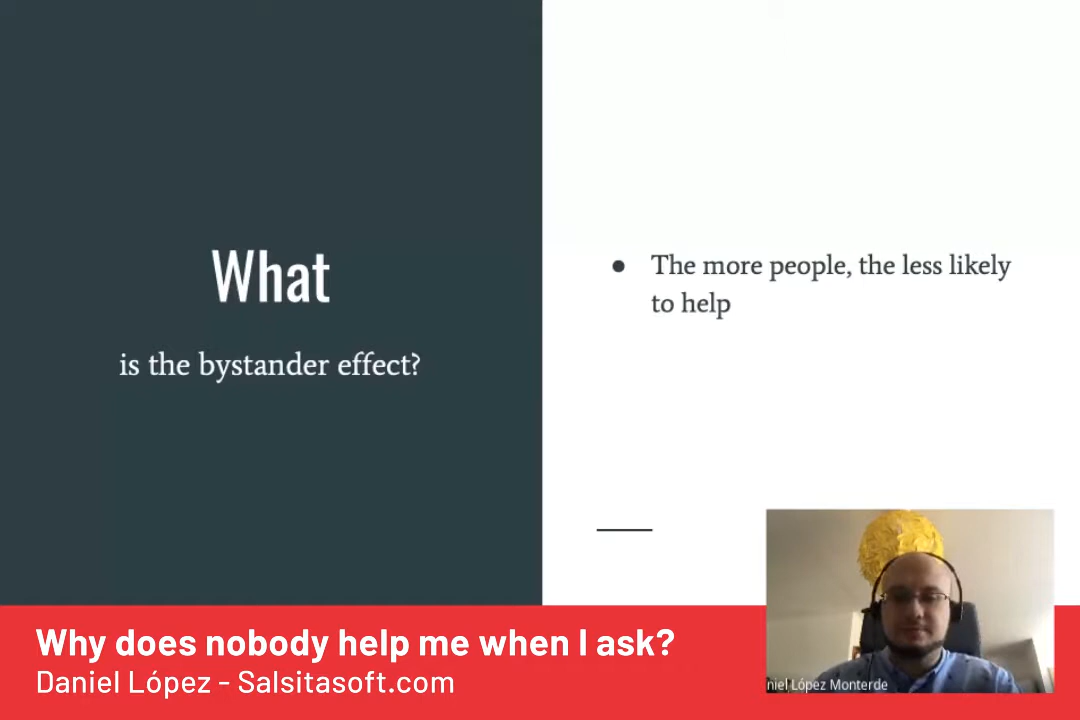 What
is the bystander effect?
● The more people, the less likely
to help
Why does nobody help me when I ask?
Daniel López - Salsitasoft.com
niel López Monterde